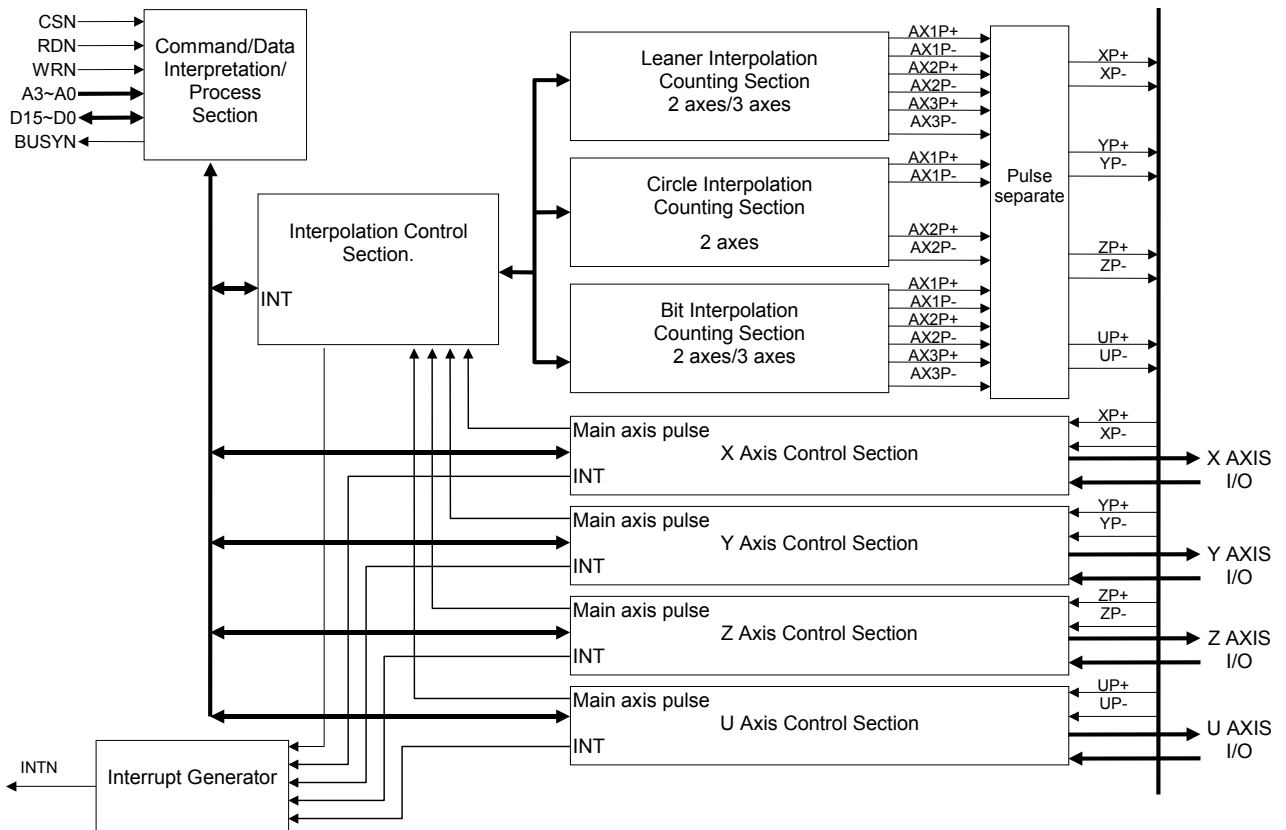 CSN
RDN
WRN
A3~A0
D15~D0
BUSYN
Command/Data
Interpretation/
Process
Section
Interpolation Control
Section.
INT
Leaner Interpolation
Counting Section
2 axes/3 axes
AX1P+
AX1P-
AX2P+
AX2P-
AX3P+
AX3P-
Circle Interpolation
Counting Section
2 axes
AX1P+
AX1P-
AX2P+
AX2P-
Bit Interpolation
Counting Section
2 axes/3 axes
AX1P+
AX1P-
AX2P+
AX2P-
AX3P+
AX3P-
Pulse
separate
XP+
XP-
YP+
YP-
ZP+
ZP-
UP+
UP-
Main axis pulse
X Axis Control Section
INT
XP+
XP-
X AXIS
I/O
Main axis pulse
Y Axis Control Section
INT
YP+
YP-
Y AXIS
I/O
Main axis pulse
Z Axis Control Section
INT
ZP+
ZP-
Z AXIS
I/O
Main axis pulse
U Axis Control Section
INT
UP+
UP-
U AXIS
I/O
INTN
Interrupt Generator